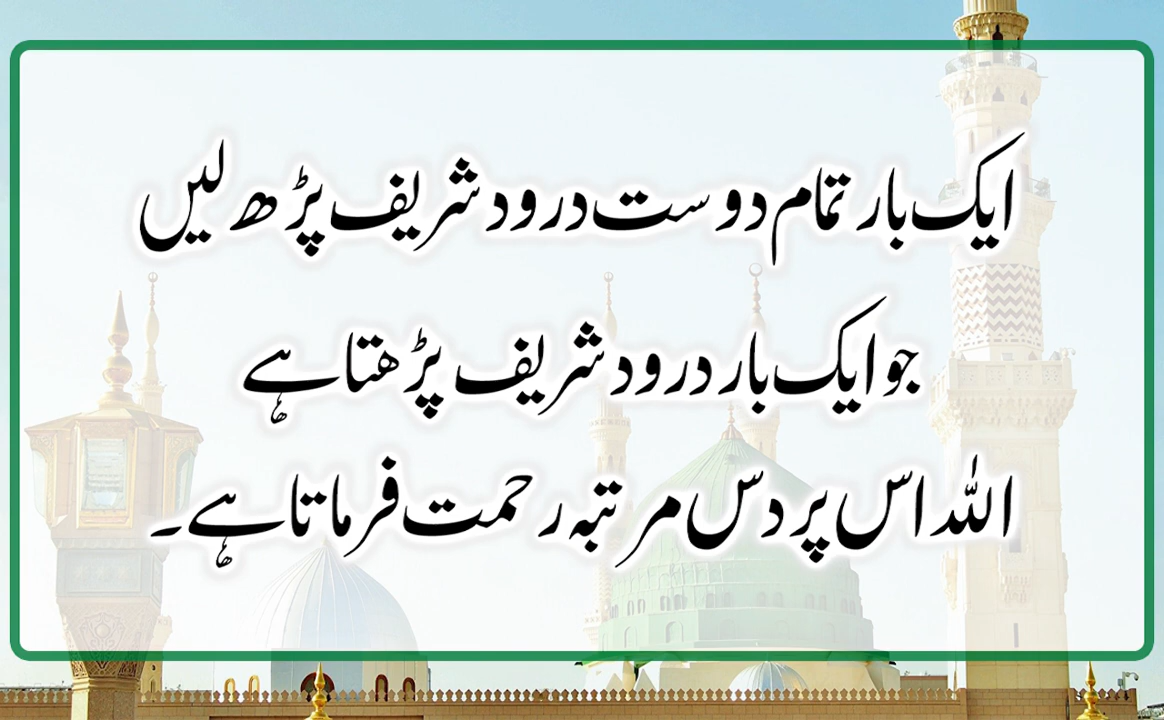 ایک بار تمام دوست درود شریف پڑھ لیں
جو ایک بار درود شریف پڑھتا ہے
اللہ اس پر دس مرتبہ رحمت فرماتا ہے۔